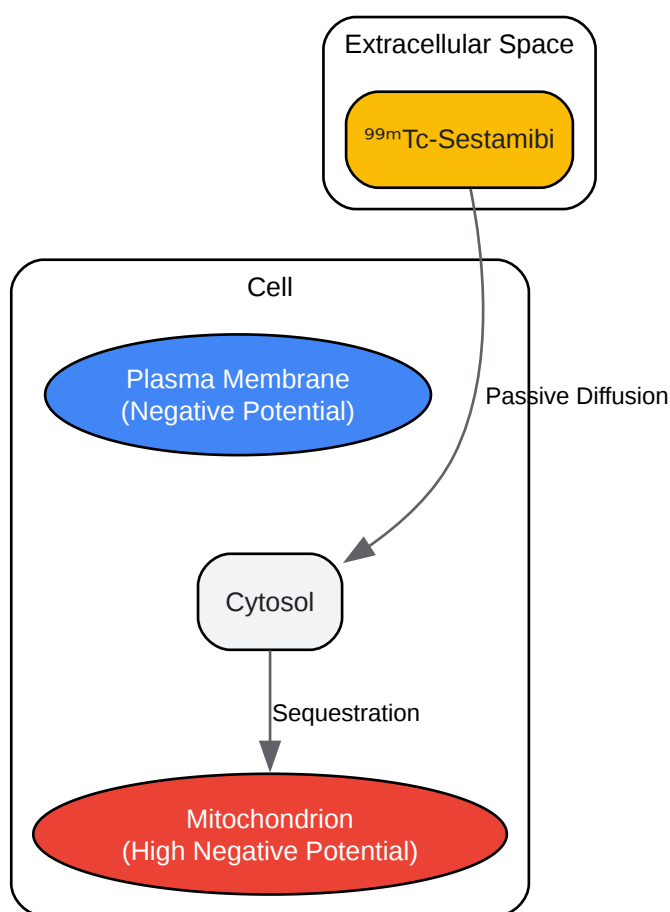 Extracellular Space
⁹⁹ᵐTc-Sestamibi
Cell
Plasma Membrane
(Negative Potential)
Passive Diffusion
Cytosol
Sequestration
Mitochondrion
(High Negative Potential)